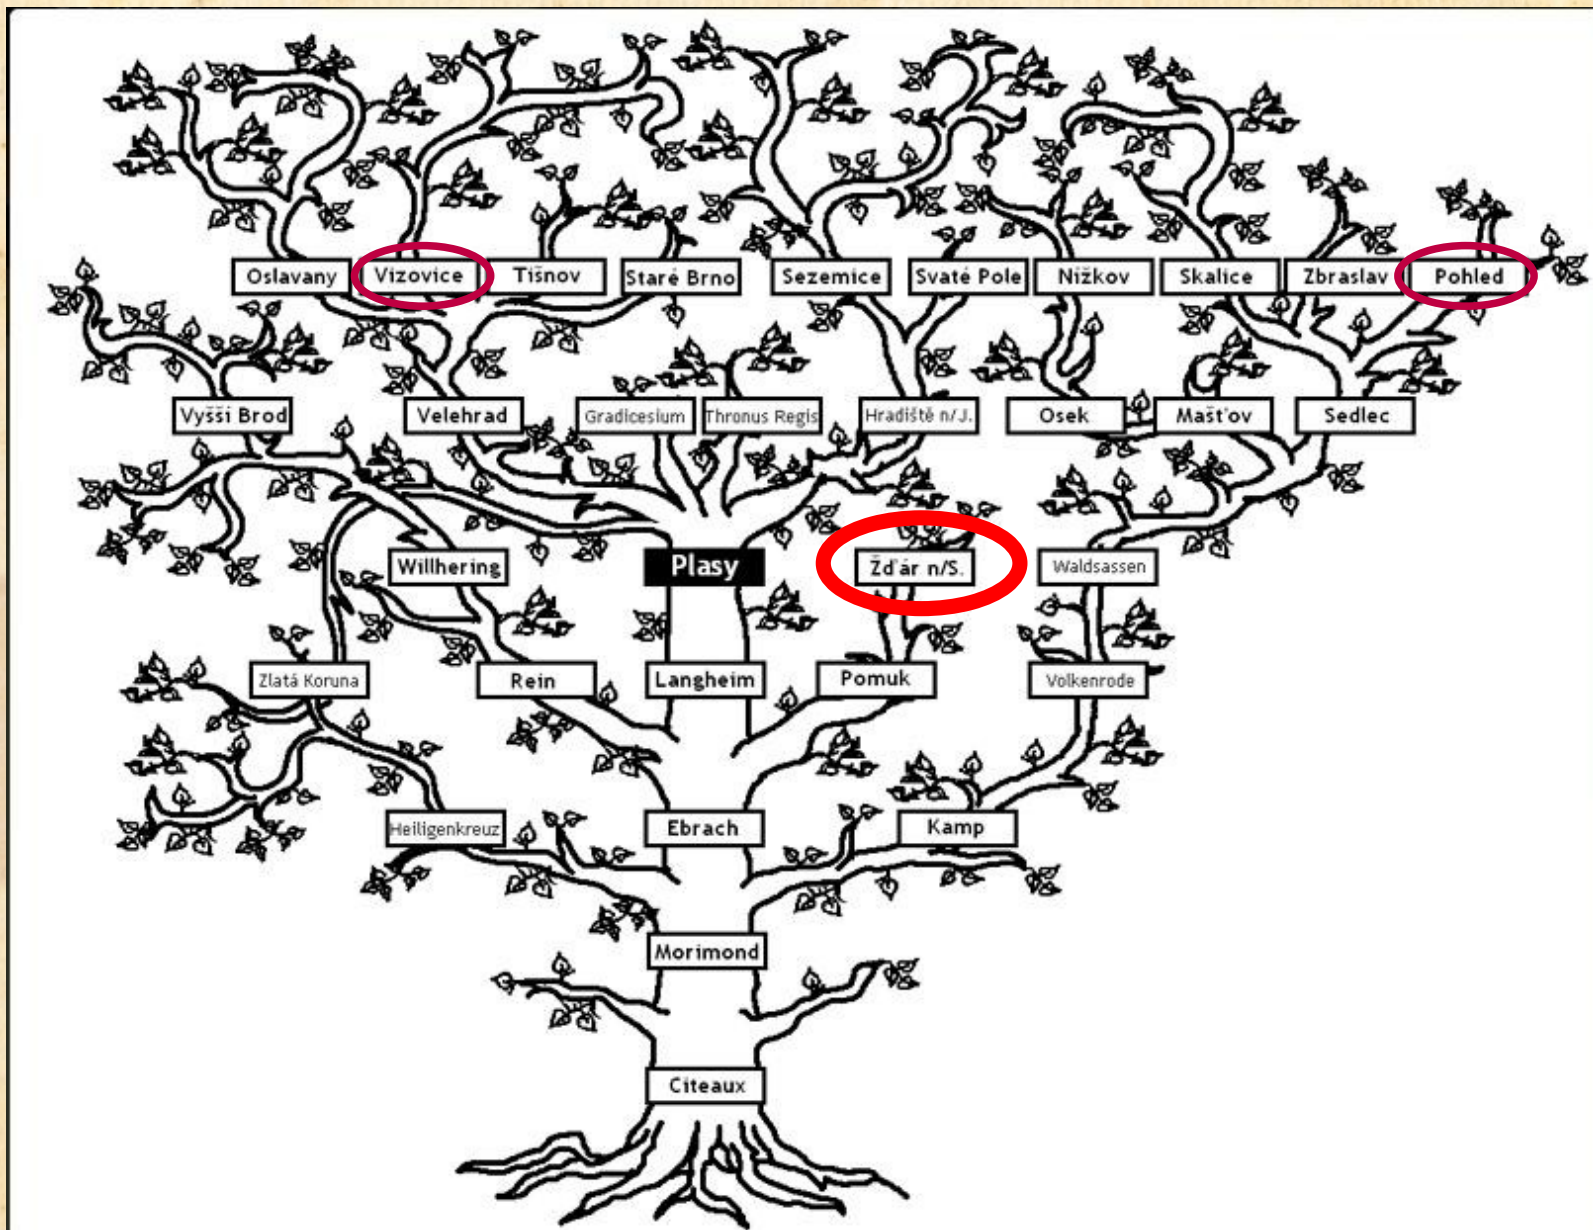 Oslavany
Vizovice
Tišnov
Staré Brno
Sezemice
Svaté Pole
Nížkov
Skalice
Zbraslav
Pohled
Vyšší Brod
Velehrad
Gradicesium
Thronus Regis
Hradiště n/J.
Osek
Mašťov
Sedlec
Willhering
Plasy
Žďár n/S.
Waldsassen
Zlatá Koruna
Rein
Langheim
Pomuk
Volkenrode
Heiligenkreuz
Ebrach
Kamp
Morimond
Citeaux